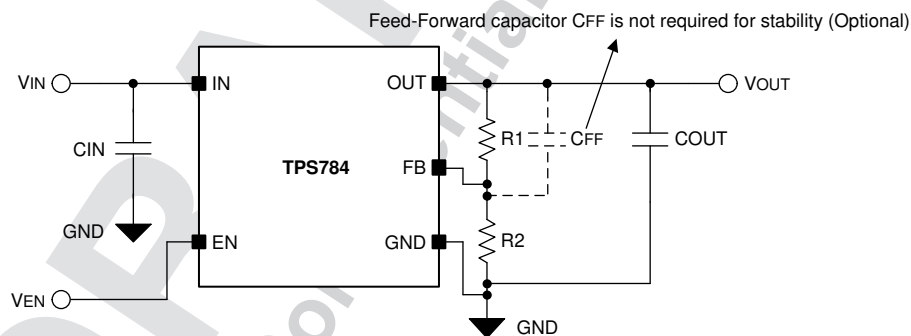 Feed-Forward capacitor CFF is not required for stability (Optional)
VIN
IN
OUT
VOUT
R1
CFF
COUT
CIN
TPS784
FB
GND
EN
GND
R2
VEN
GND